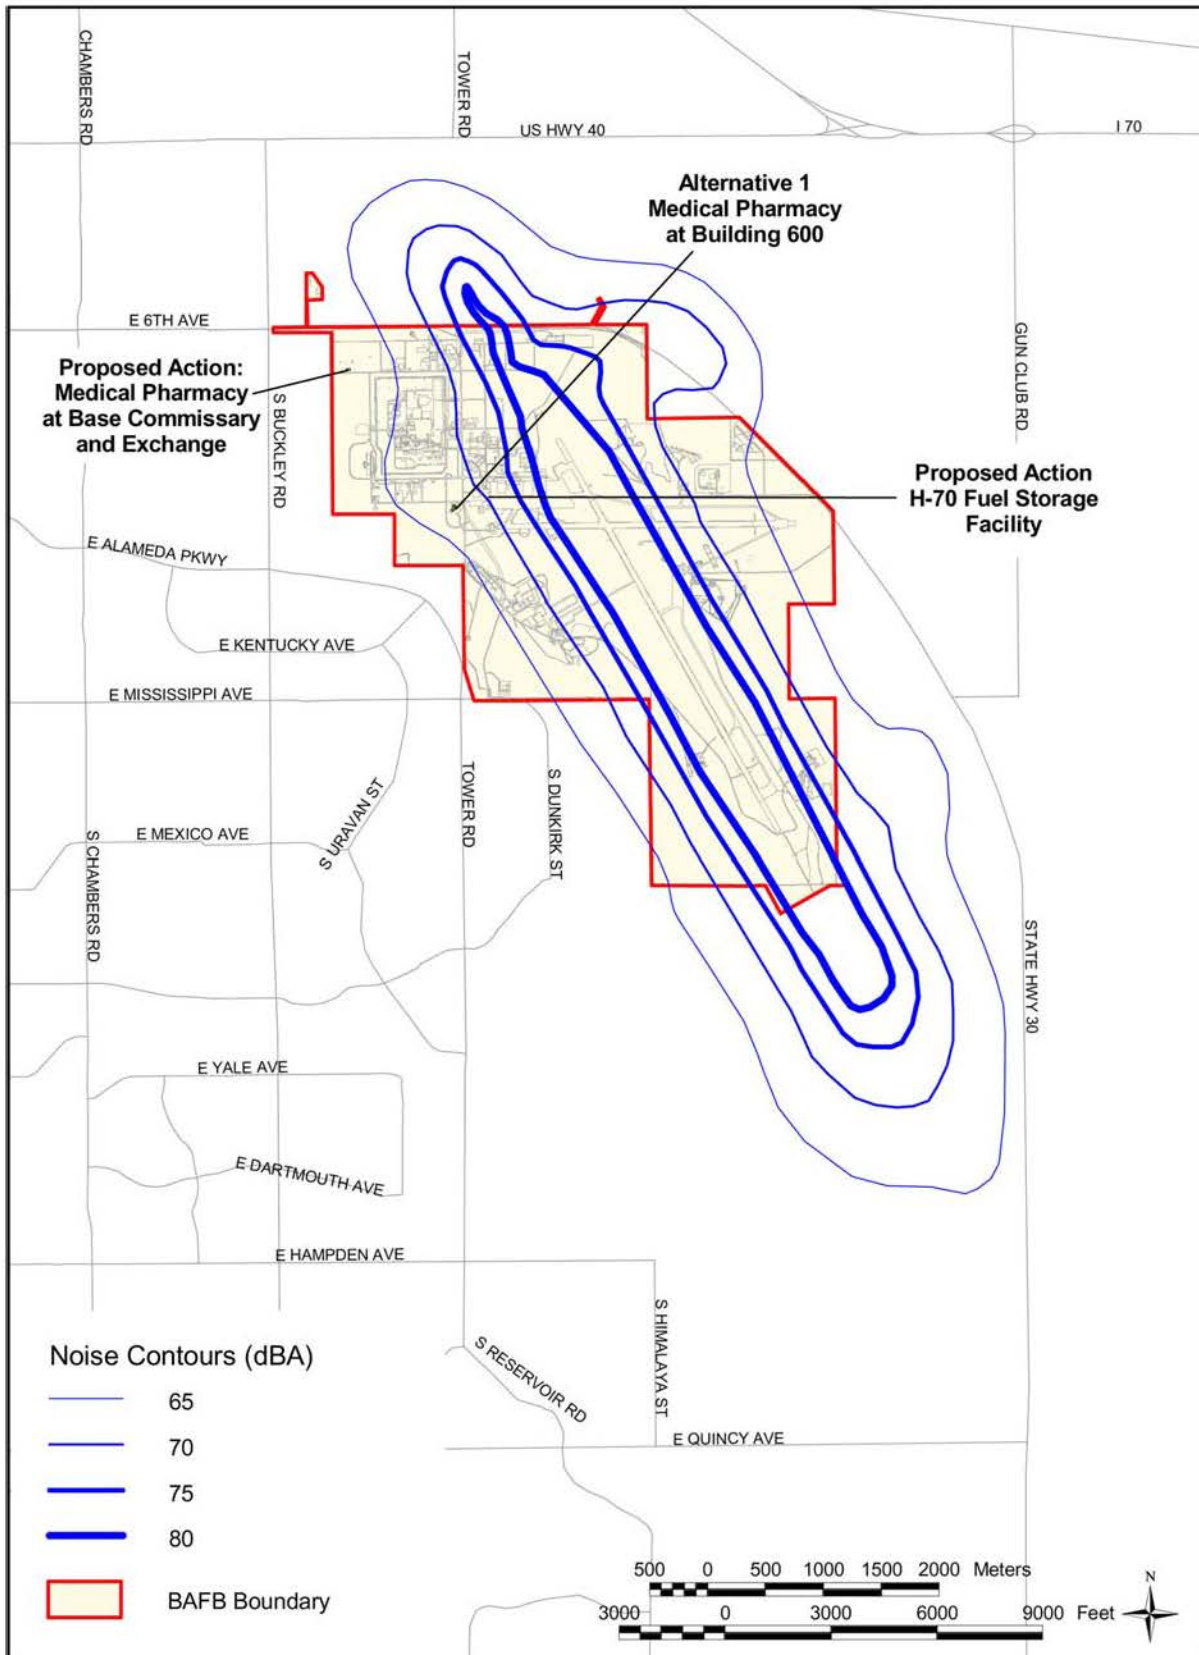 CHAMBERS RD
TOWER RD
US HWY 40
I 70
Alternative 1
Medical Pharmacy
at Building 600
E 6TH AVE
GUN CLUB RD
Proposed Action:
Medical Pharmacy
at Base Commissary
and Exchange
S BUCKLEY RD
Proposed Action
H-70 Fuel Storage
Facility
E ALAMEDA PKWY
E KENTUCKY AVE
E MISSISSIPPI AVE
TOWER RD
S DUNKIRK ST
S URAVAN ST
E MEXICO AVE
S CHAMBERS RD
STATE HWY 30
E YALE AVE
E DARTMOUTH AVE
E HAMPDEN AVE
S HIMALAYA ST
S RESERVOIR RD
E QUINCY AVE
Noise Contours (dBA)
65
70
75
80
BAFB Boundary
500 0 500 1000 1500 2000 Meters
3000 0 3000 6000 9000 Feet
N